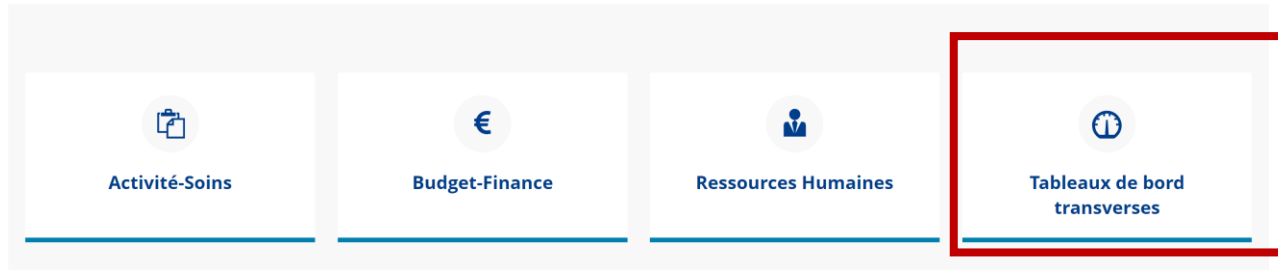 Activité-Soins
€
Budget-Finance
Ressources Humaines
Tableaux de bord
transverses